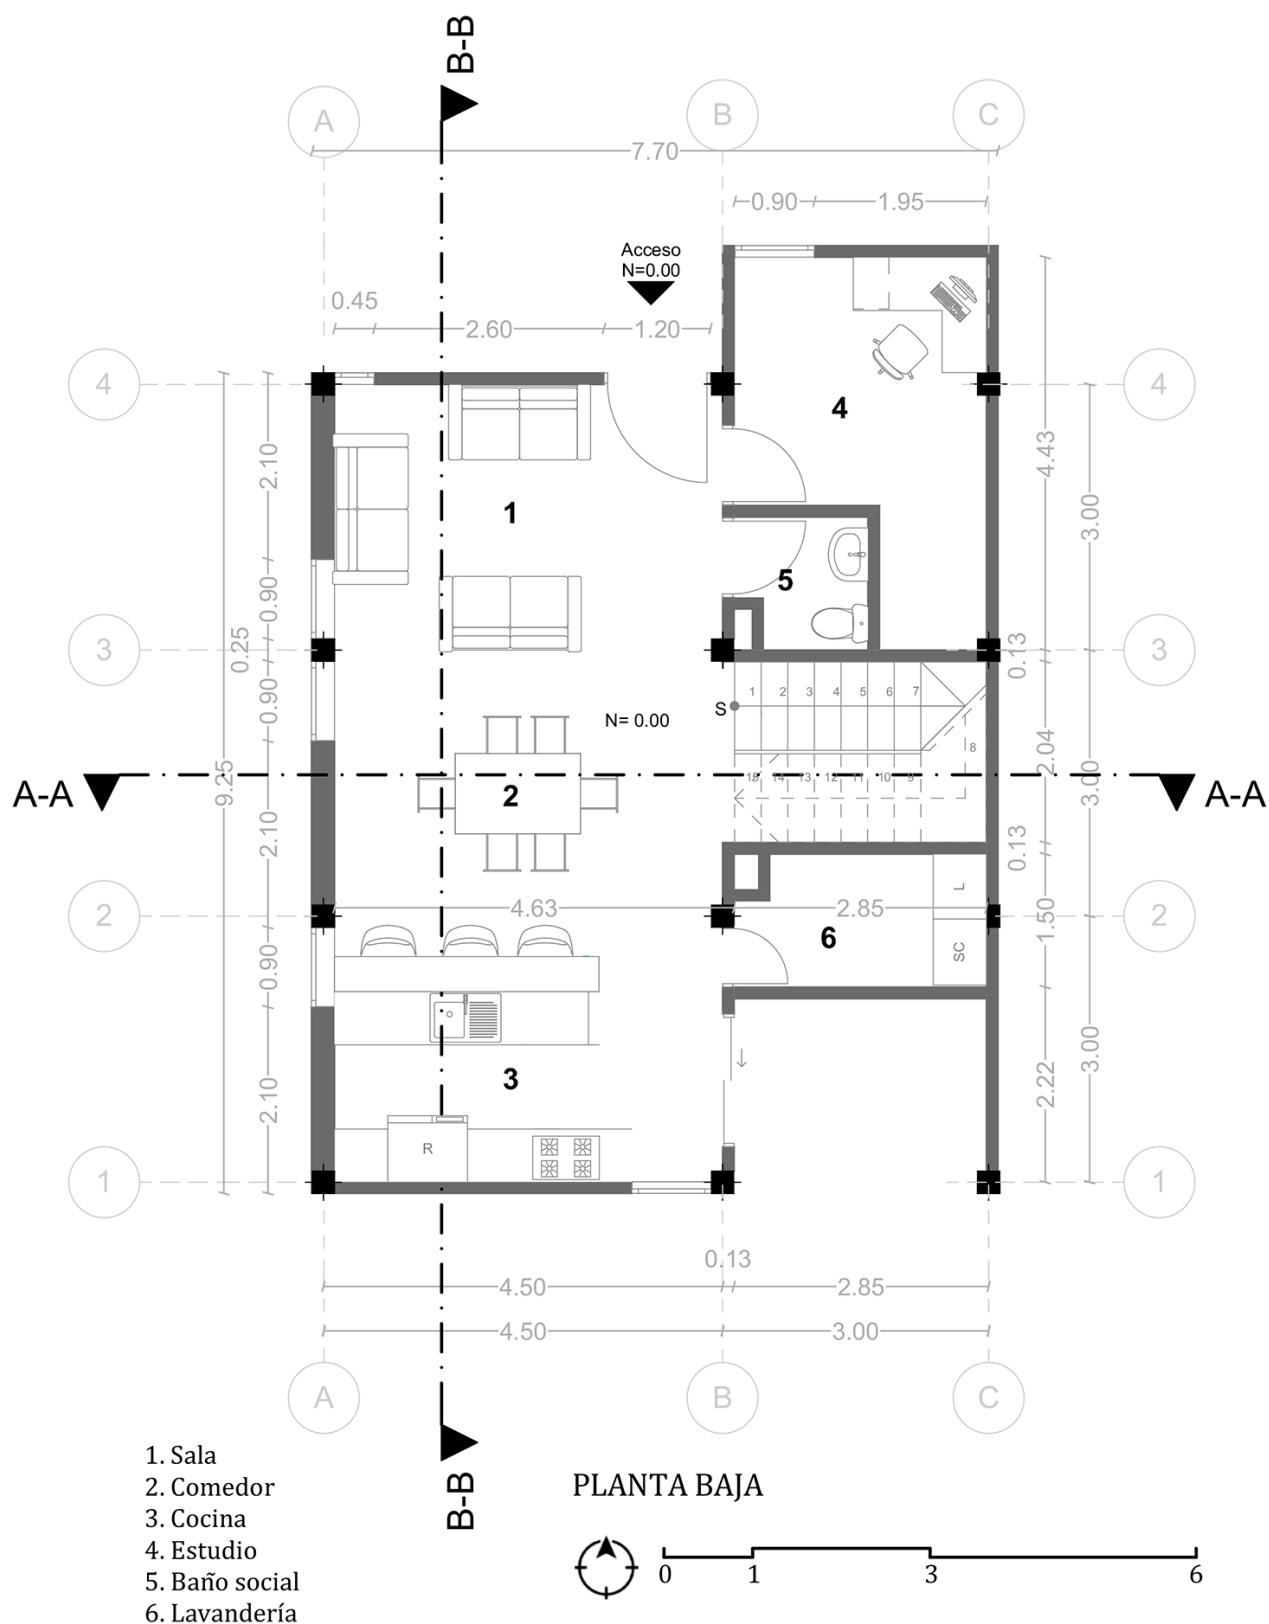 B-B
A
B
C
7.70
0.90
1.95
Acceso
N=0.00
0.45
2.60
1.20
4
4
4
2.10
4.43
1
3.00
5
0.90
0.25
3
3
0.13
0.90
1 2 3 4 5 6 7
S
N= 0.00
8
2.04
15 14 13 12 11 10 9
A-A
9.25
2
3.00
A-A
2.10
0.13
L
2
4.63
2.85
1.50
2
6
SC
0.90
3
2.22
3.00
2.10
R
1
1
0.13
4.50
2.85
4.50
3.00
A
B
C
B-B
1. Sala
2. Comedor
3. Cocina
4. Estudio
5. Baño social
6. Lavandería
PLANTA BAJA
0 1 3 6